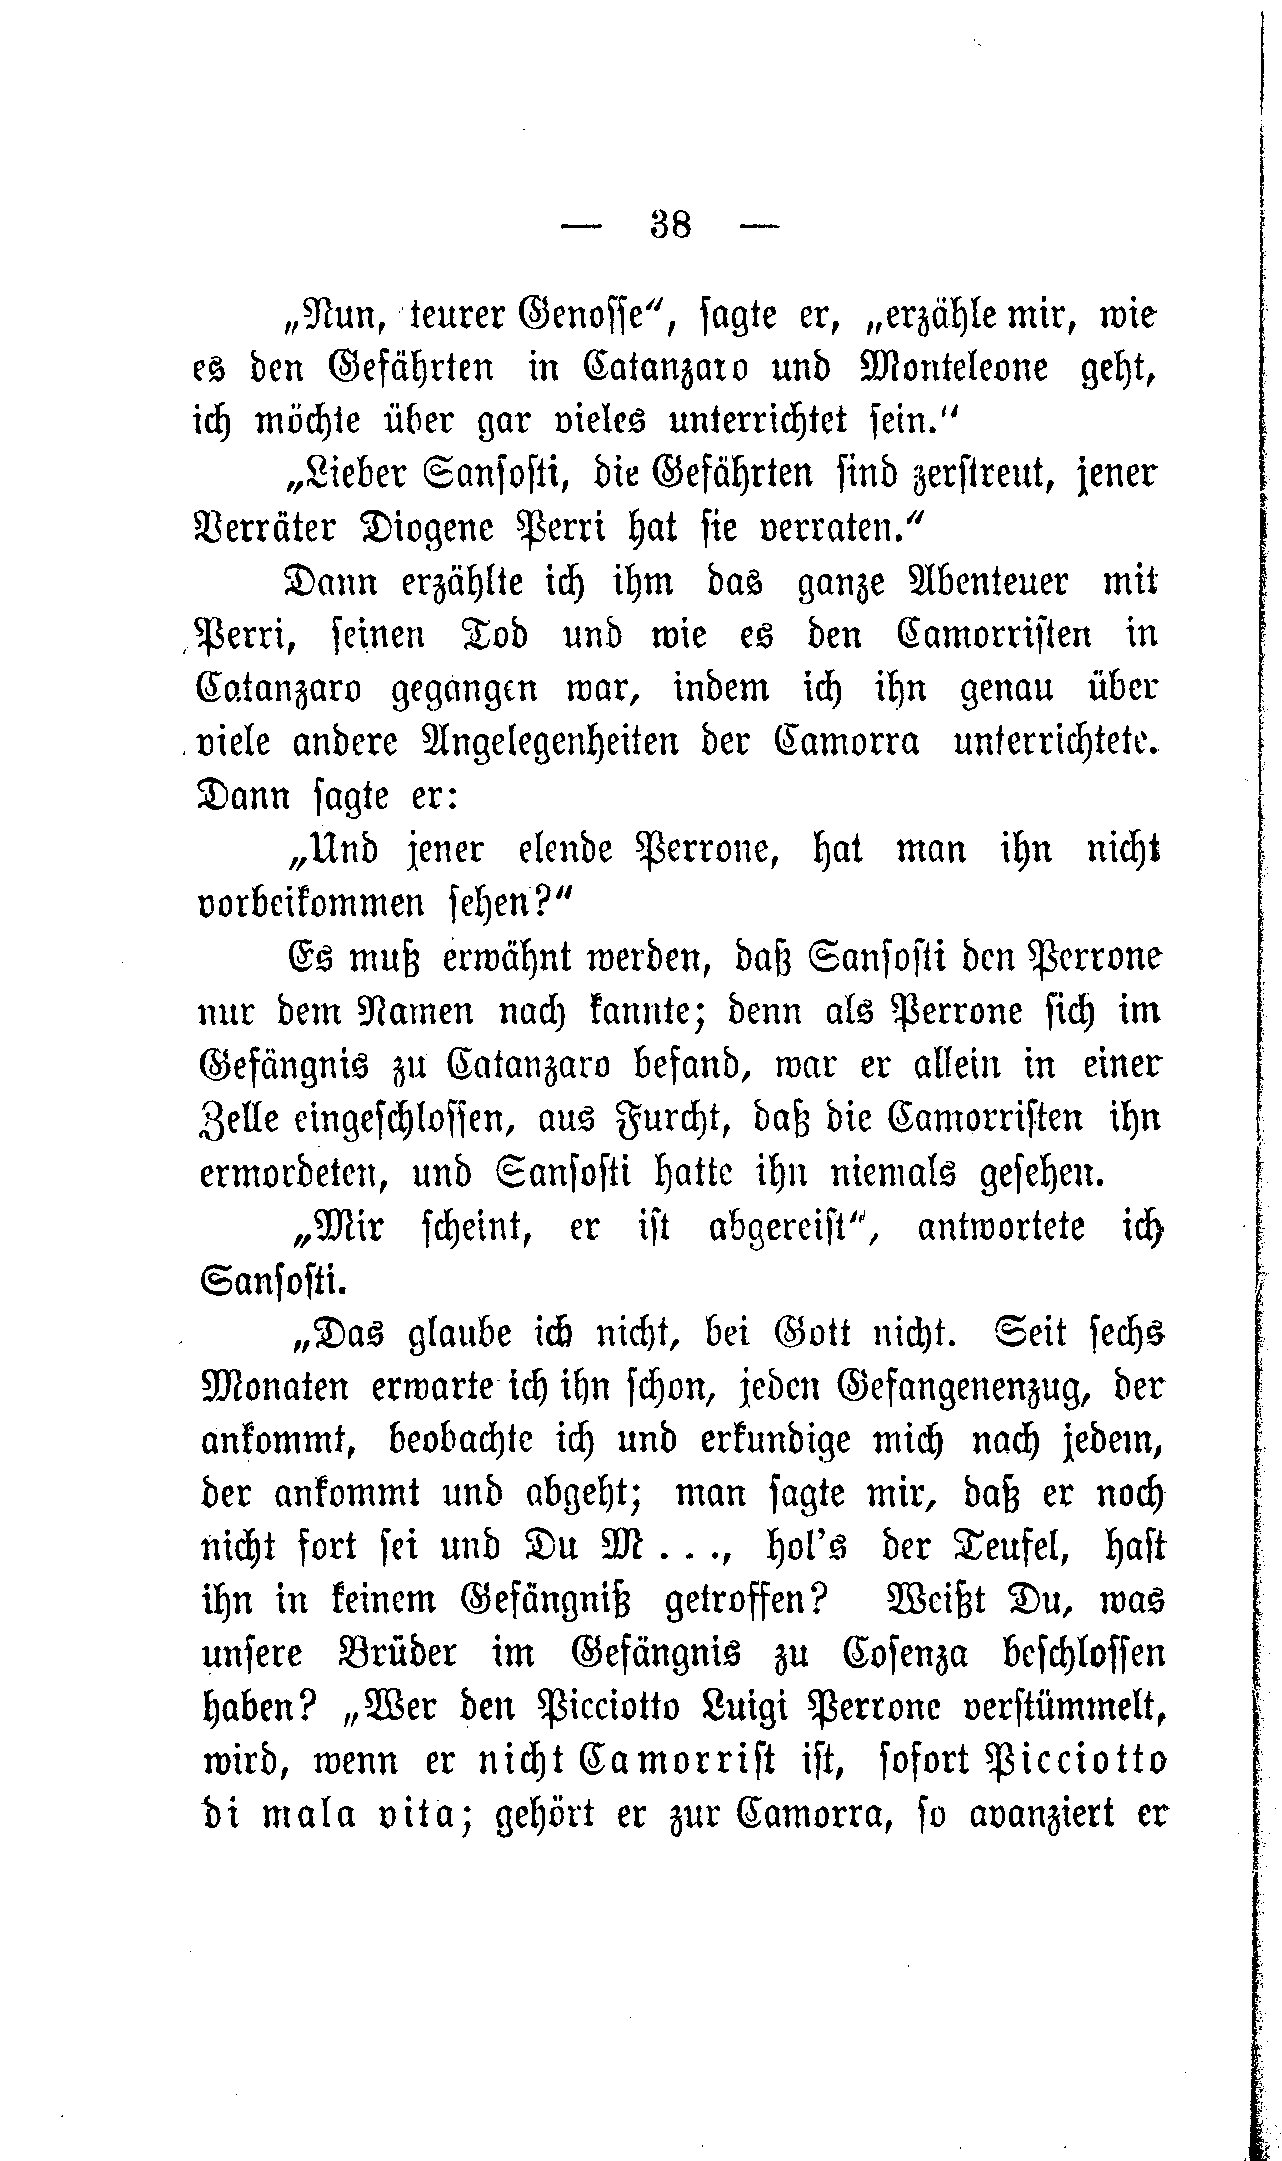 — 38 —
„Nun, teurer Genosse“, sagte er, „erzähle mir, wie
es den Gefährten in Catanzaro und Monteleone geht,
ich möchte über gar vieles unterrichtet sein.“
„Lieber Sansosti, die Gefährten sind zerstreut, jener
Verräter Diogene Perri hat sie verraten.“
Dann erzählte ich ihm das ganze Abenteuer mit
Perri, seinen Tod und wie es den Camorristen in
Catanzaro gegangen war, indem ich ihn genau über
viele andere Angelegenheiten der Camorra unterrichtete.
Dann sagte er:
„Und jener elende Perrone, hat man ihn nicht
vorbeikommen sehen?“
Es muß erwähnt werden, daß Sansosti den Perrone
nur dem Namen nach kannte; denn als Perrone sich im
Gefängnis zu Catanzaro befand, war er allein in einer
Zelle eingeschlossen, aus Furcht, daß die Camorristen ihn
ermordeten, und Sansosti hatte ihn niemals gesehen.
„Mir scheint, er ist abgereist“, antwortete ich
Sansosti.
„Das glaube ich nicht, bei Gott nicht. Seit sechs
Monaten erwarte ich ihn schon, jeden Gefangenenzug, der
ankommt, beobachte ich und erkundige mich nach jedem,
der ankommt und abgeht; man sagte mir, daß er noch
nicht fort sei und Du M . . ., hol's der Teufel, hast
ihn in keinem Gefängniß getroffen? Weißt Du, was
unsere Brüder im Gefängnis zu Cosenza beschlossen
haben? „Wer den Picciotto Luigi Perrone verstümmelt,
wird, wenn er nicht Camorrist ist, sofort Picciotto
di mala vita; gehört er zur Camorra, so avanziert er